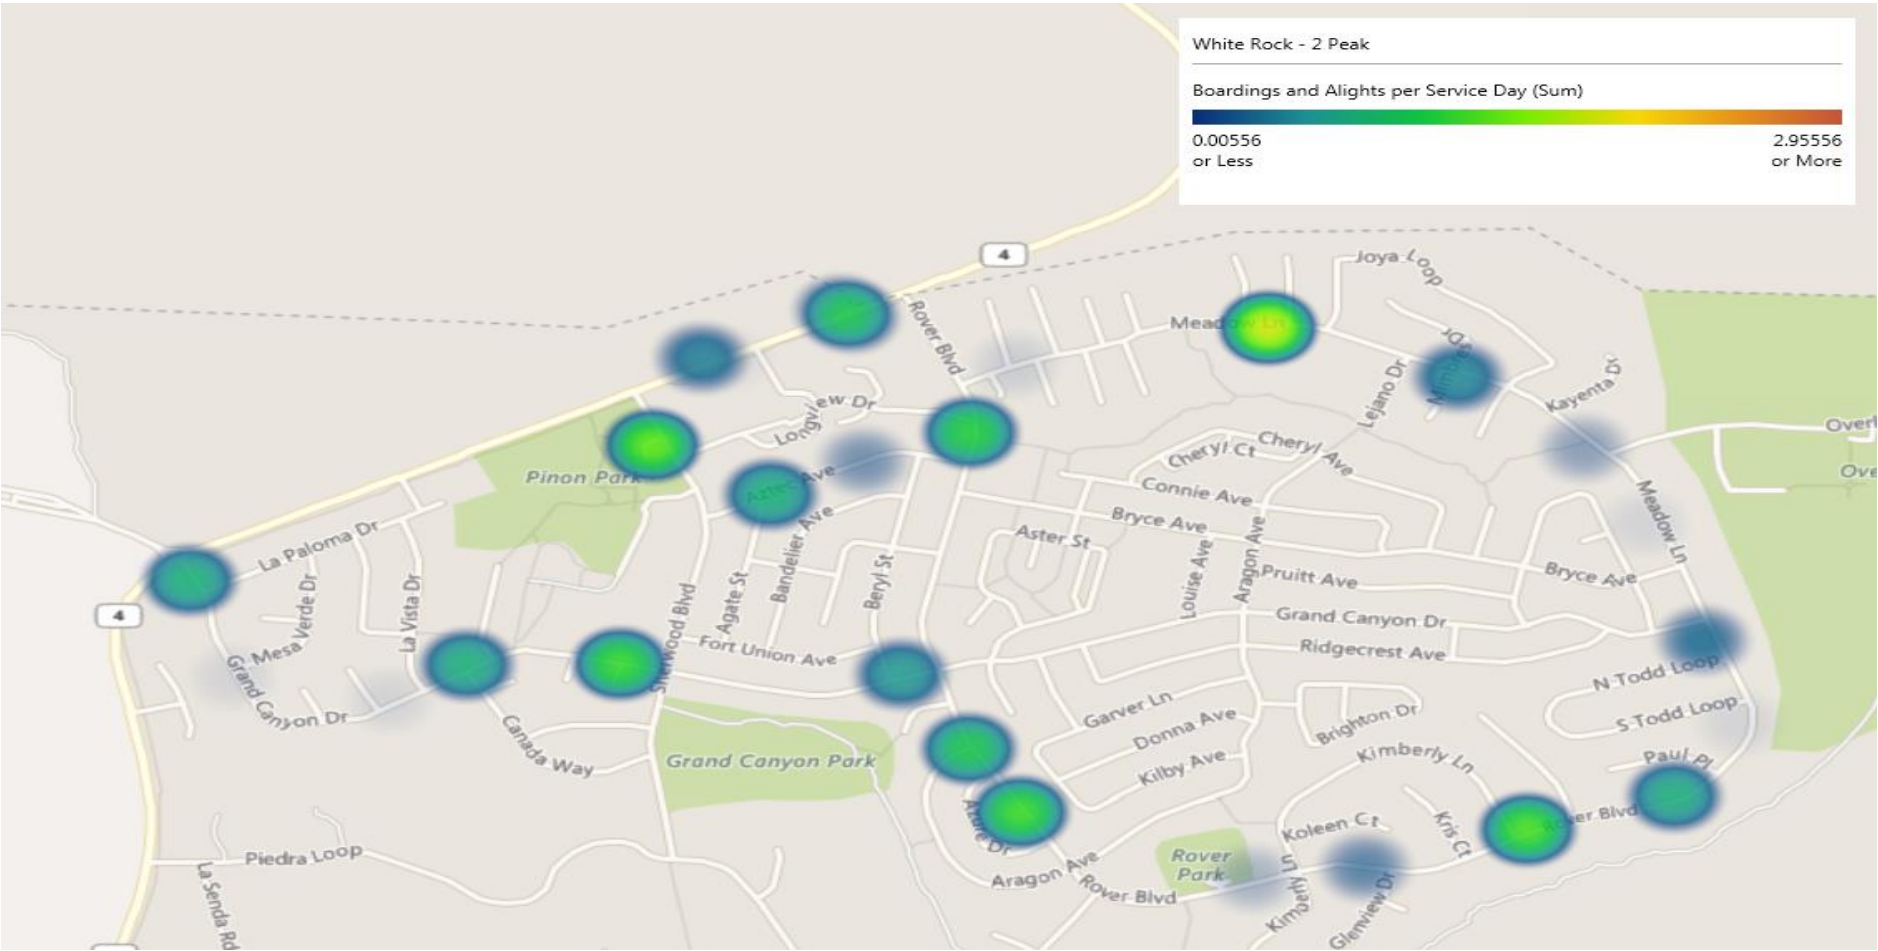 White Rock - 2 Peak
Boardings and Alights per Service Day (Sum)
0.00556
or Less
2.95556
or More
4
Joya Loop
Rover Blvd
Meadow Ln
Mimbres Dr
Lejano Dr
Kayenta Dr
Longview Dr
Overl
Ove
Pinon Park
Aztec Ave
Cheryl Ct
Cheryl Ave
Connie Ave
Bryce Ave
Meadow Ln
La Paloma Dr
Bandelier Ave
Aster St
Louise Ave
Aragon Ave
Pruitt Ave
Bryce Ave
4
Mesa Verde Dr
La Vista Dr
Sherwood Blvd
Agate St
Beryl St
Grand Canyon Dr
Fort Union Ave
Ridgecrest Ave
Grand Canyon Dr
N Todd Loop
S Todd Loop
Garver Ln
Donna Ave
Brighton Dr
Canada Way
Grand Canyon Park
Kilby Ave
Kimberly Ln
Paul Pl
Azure Dr
Rover Blvd
Koleen Ct
Kris Ct
Piedra Loop
La Senda Rd
Aragon Ave
Rover Park
Rover Blvd
Kimberly Ln
Glenview Dr